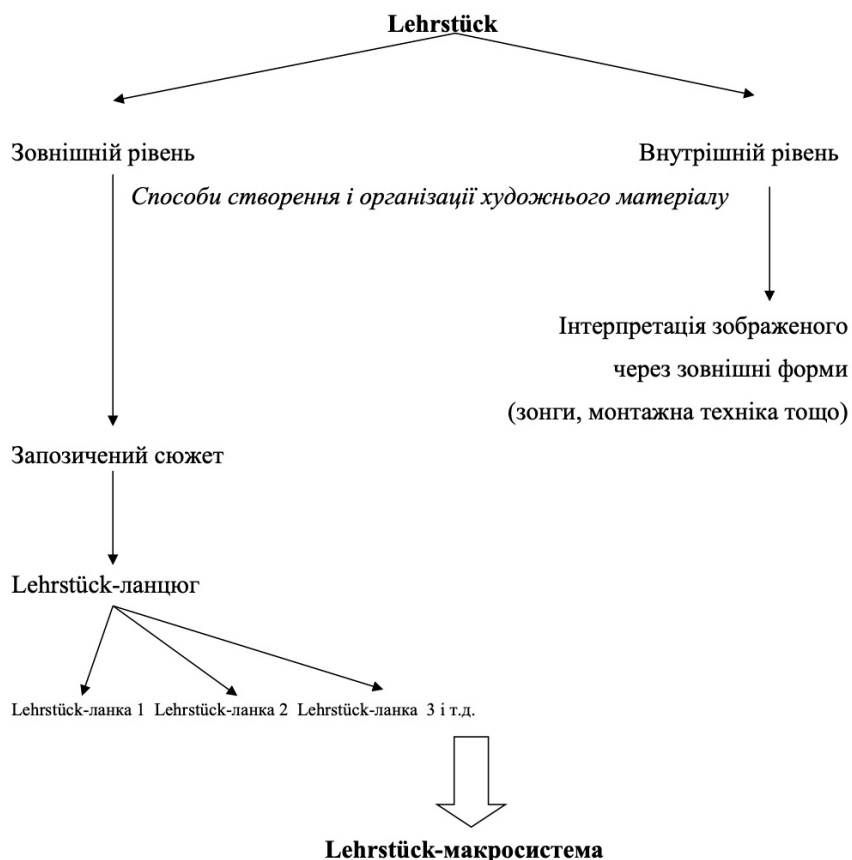 Lehrstück
Зовнішній рівень
Внутрішній рівень
Способи створення і організації художнього матеріалу
Інтерпретація зображеного
через зовнішні форми
(зонги, монтажна техніка тощо)
Запозичений сюжет
Lehrstück-ланцюг
Lehrstück-ланка 1 Lehrstück-ланка 2 Lehrstück-ланка 3 і т.д.
Lehrstück-макросистема